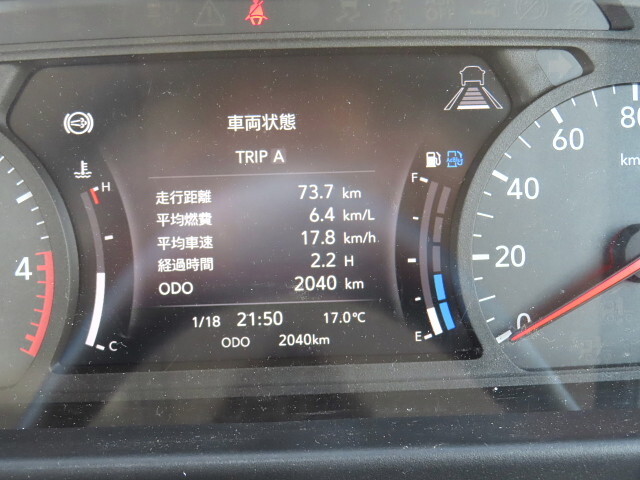 車両状態
TRIP A
走行距離 73.7 km
平均燃費 6.4 km/L
平均車速 17.8 km/h
経過時間 2.2 H
ODO 2040 km
1/18 21:50 17.0℃
ODO 2040km
H
C
F
E
4
0
20
40
60
80
km